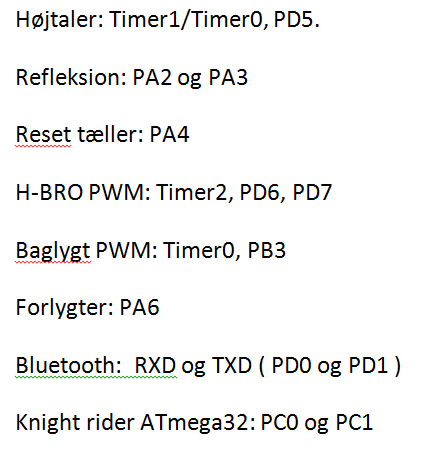 Højtaler: Timer1/Timer0, PD5.
Refleksion: PA2 og PA3
Reset tæller: PA4
H-BRO PWM: Timer2, PD6, PD7
Baglygt PWM: Timer0, PB3
Forlygter: PA6
Bluetooth:  RXD og TXD ( PD0 og PD1 )
Knight rider ATmega32: PC0 og PC1